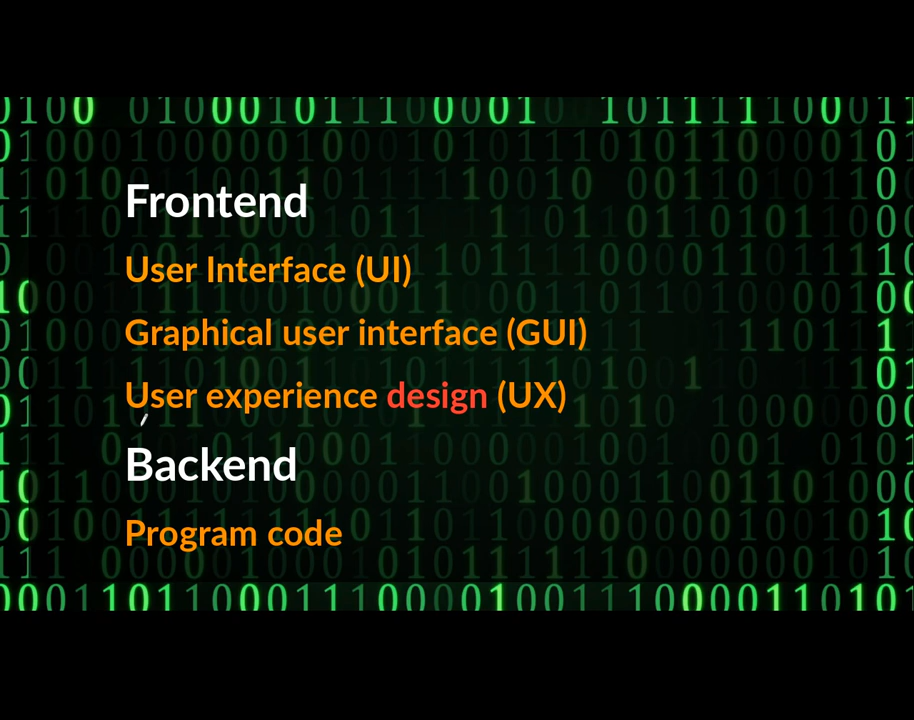 Frontend
User Interface (UI)
Graphical user interface (GUI)
User experience design (UX)
Backend
Program code